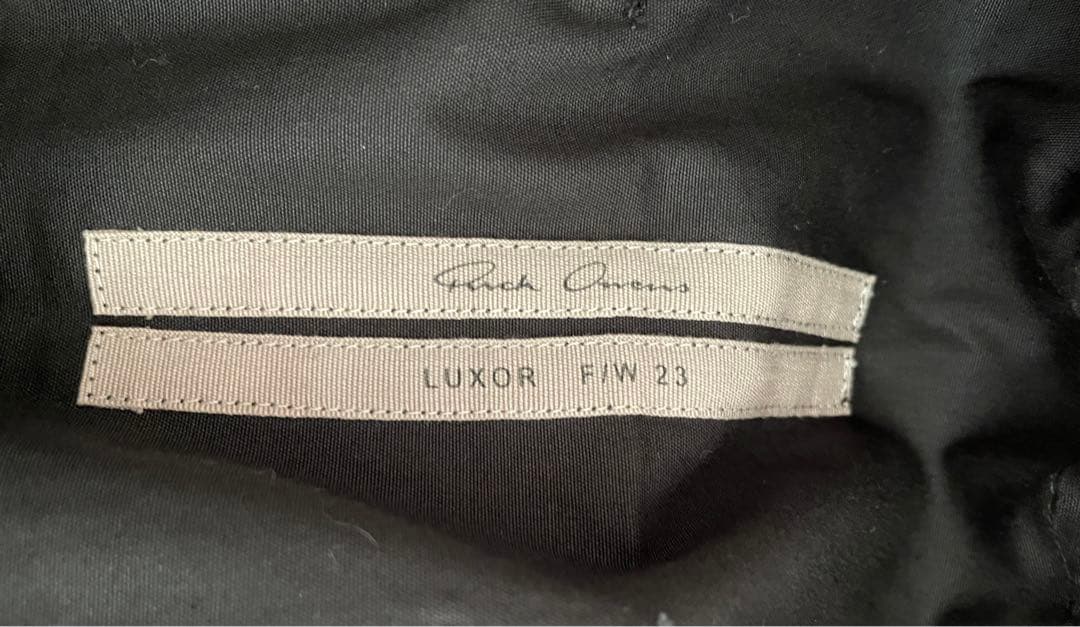 Rick Owens
LUXOR F/W 23